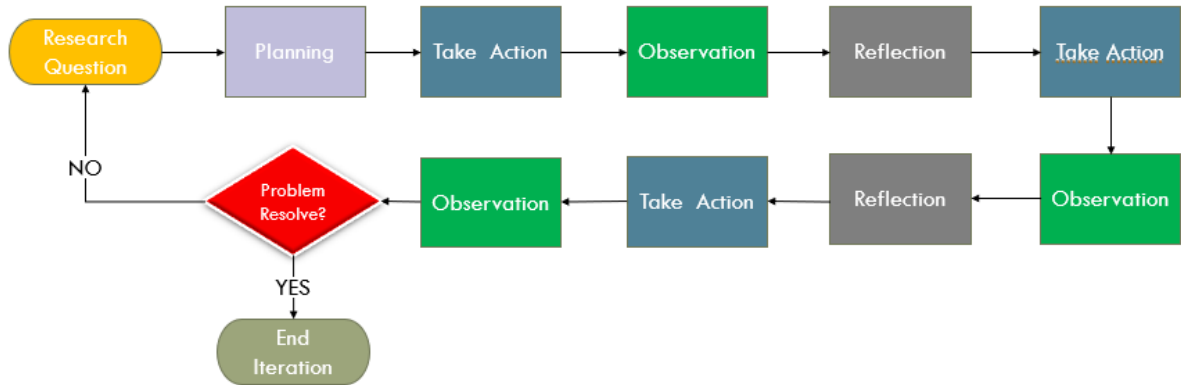 Research
Question
Planning
Take Action
Observation
Reflection
Take Action
NO
Problem
Resolve?
Observation
Take Action
Reflection
Observation
YES
End
Iteration